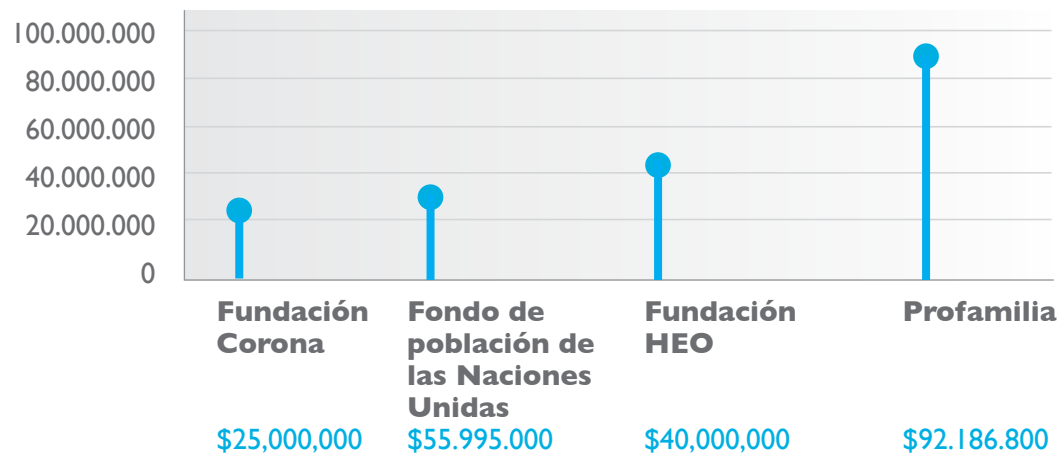 100.000.000
80.000.000
60.000.000
40.000.000
20.000.000
0
Fundación
Corona
$25,000,000
Fondo de
población de
las Naciones
Unidas
$55.995.000
Fundación
HEO
$40,000,000
Profamilia
$92.186.800